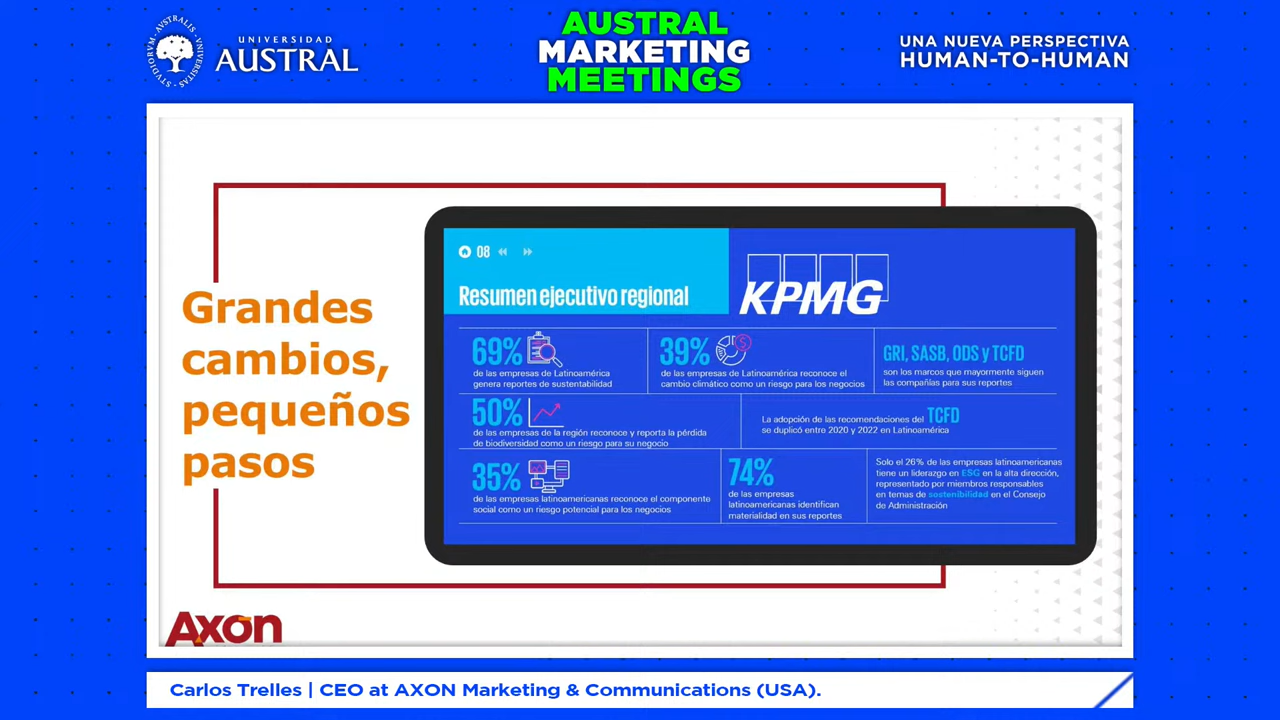 STVDIORVM · AVSTRALIS · VNIVERSITAS
UNIVERSIDAD
AUSTRAL
AUSTRAL
MARKETING
MEETINGS
UNA NUEVA PERSPECTIVA
HUMAN-TO-HUMAN
Grandes
cambios,
pequeños
pasos
08
Resumen ejecutivo regional
KPMG
69%
de las empresas de Latinoamérica
genera reportes de sustentabilidad
39%
de las empresas de Latinoamérica reconoce el
cambio climático como un riesgo para los negocios
GRI, SASB, ODS y TCFD
son los marcos que mayormente siguen
las compañías para sus reportes
50%
de las empresas de la región reconoce y reporta la pérdida
de biodiversidad como un riesgo para su negocio
La adopción de las recomendaciones del TCFD
se duplicó entre 2020 y 2022 en Latinoamérica
35%
de las empresas latinoamericanas reconoce el componente
social como un riesgo potencial para los negocios
74%
de las empresas
latinoamericanas identifican
materialidad en sus reportes
Solo el 26% de las empresas latinoamericanas
tiene un liderazgo en ESG en la alta dirección,
representado por miembros responsables
en temas de sostenibilidad en el Consejo
de Administración
Axón
Carlos Trelles | CEO at AXON Marketing & Communications (USA).